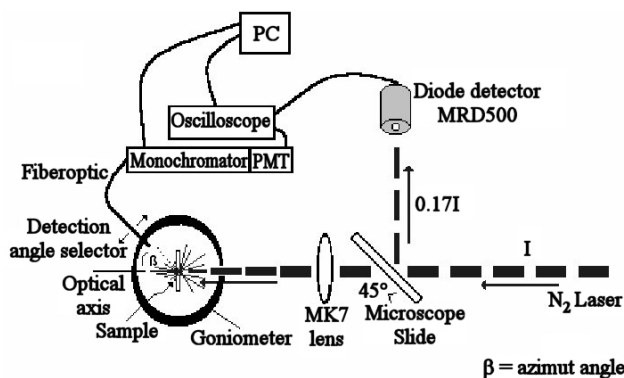 PC
Diode detector
MRD500
Oscilloscope
Monochromator PMT
Fiberoptic
0.17I
Detection
angle selector
ß
I
Optical
axis
45°
N2 Laser
Sample
Goniometer
MK7
lens
Microscope
Slide
β = azimut angle